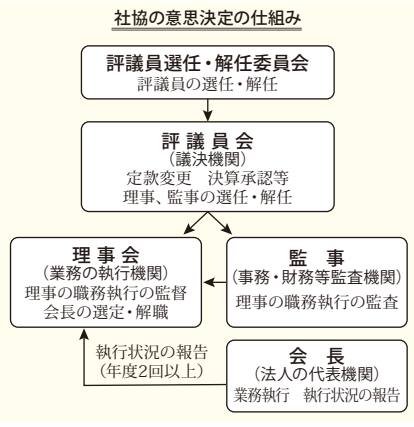 社協の意思決定の仕組み
評議員選任・解任委員会
評議員の選任・解任
評議員会
（議決機関）
定款変更　決算承認等
理事、監事の選任・解任
理事会
（業務の執行機関）
理事の職務執行の監督
会長の選定・解職
監　事
（事務・財務等監査機関）
理事の職務執行の監査
執行状況の報告
（年度2回以上）
会　長
（法人の代表機関）
業務執行　執行状況の報告